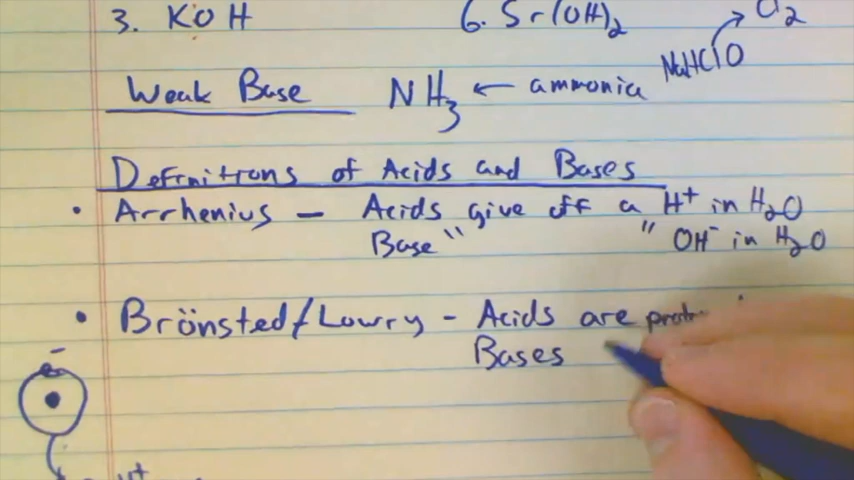 3. KOH 6. Sr(OH)2
NaHClO
Weak Base NH3 ← ammonia
Definitions of Acids and Bases
• Arrhenius - Acids give off a H+ in H2O
Base " " OH- in H2O
• Brönsted/Lowry - Acids are
Bases